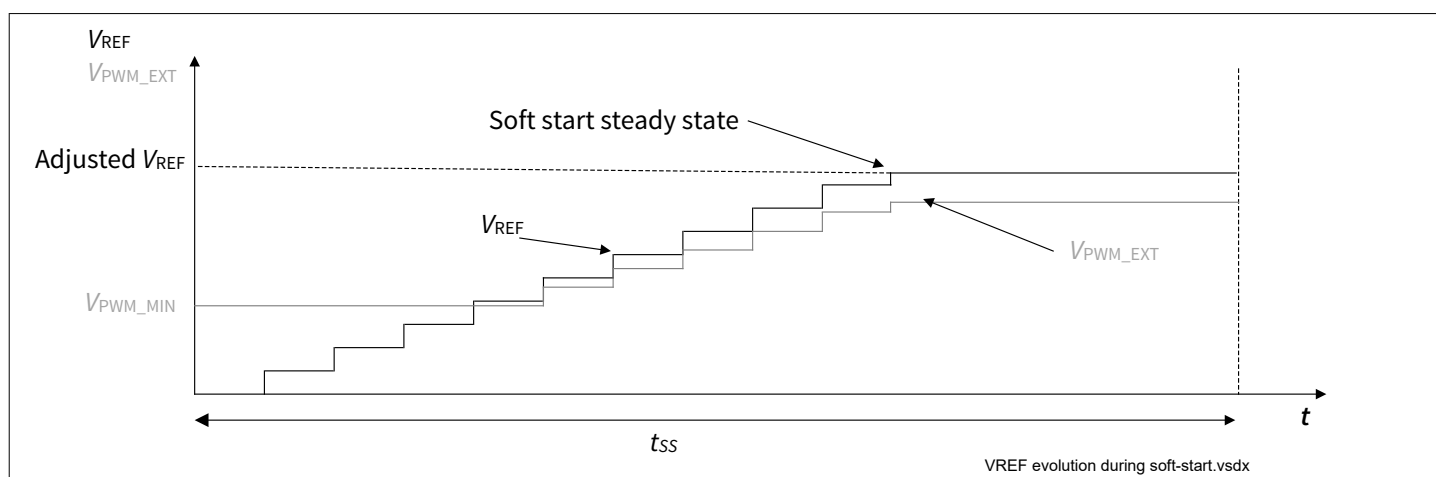 VREF
VPWM_EXT
Soft start steady state
Adjusted VREF
VREF
VPWM_EXT
VPWM_MIN
t
tSS
VREF evolution during soft-start.vsdx